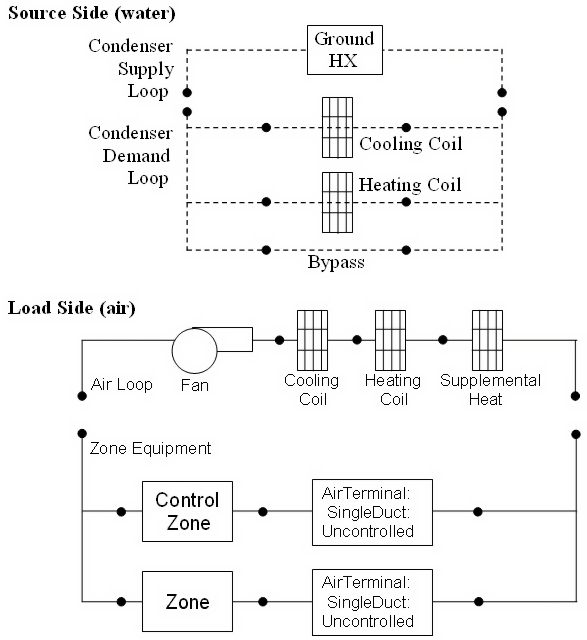 Source Side (water)
Condenser
Supply
Loop
Ground
HX
Condenser
Demand
Loop
Cooling Coil
Heating Coil
Bypass
Load Side (air)
Air Loop
Fan
Cooling
Coil
Heating
Coil
Supplemental
Heat
Zone Equipment
Control
Zone
AirTerminal:
SingleDuct:
Uncontrolled
Zone
AirTerminal:
SingleDuct:
Uncontrolled